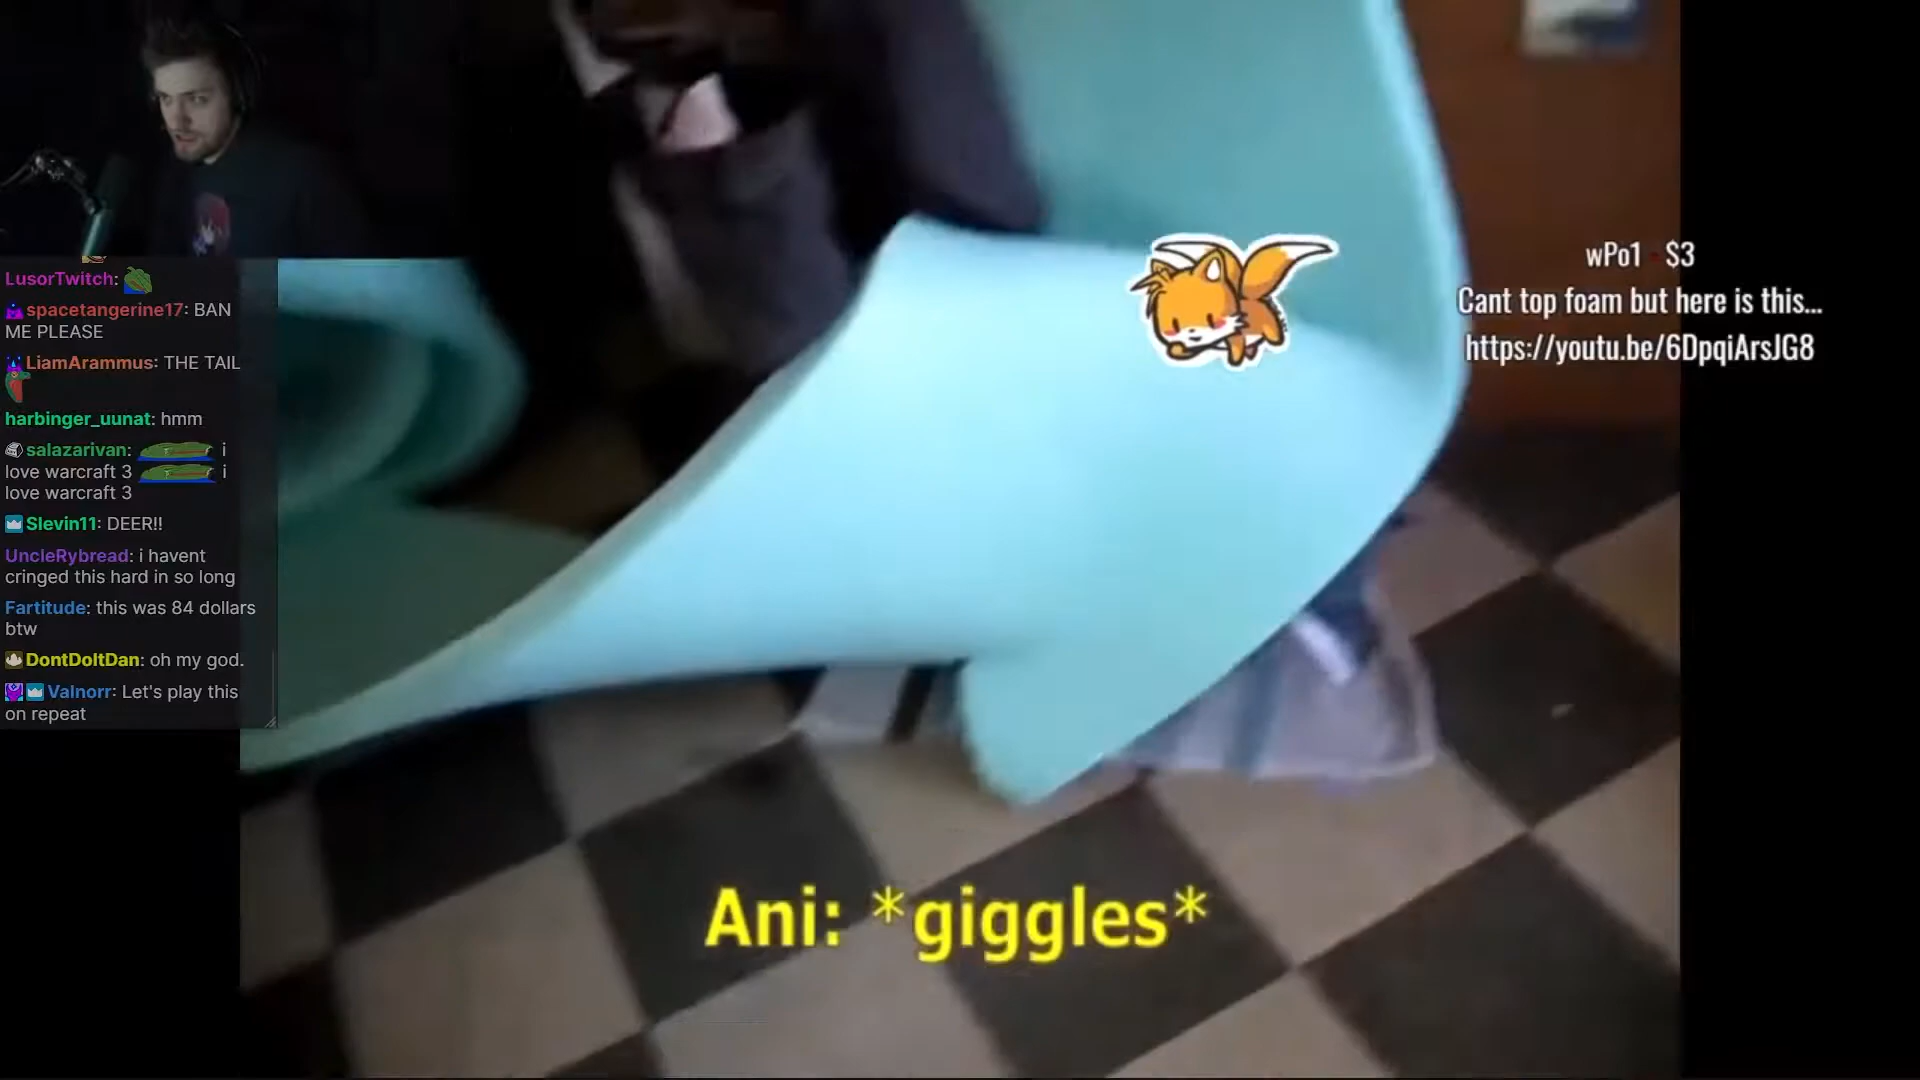 LusorTwitch:
spacetangerine17: BAN
ME PLEASE
LiamArammus: THE TAIL
harbinger_uunat: hmm
salazarivan: i
love warcraft 3 i
love warcraft 3
Slevin11: DEER!!
UncleRybread: i havent
cringed this hard in so long
Fartitude: this was 84 dollars
btw
DontDoItDan: oh my god.
Valnorr: Let's play this
on repeat
wPo1 - $3
Cant top foam but here is this...
https://youtu.be/6DpqiArsJG8
Ani: *giggles*